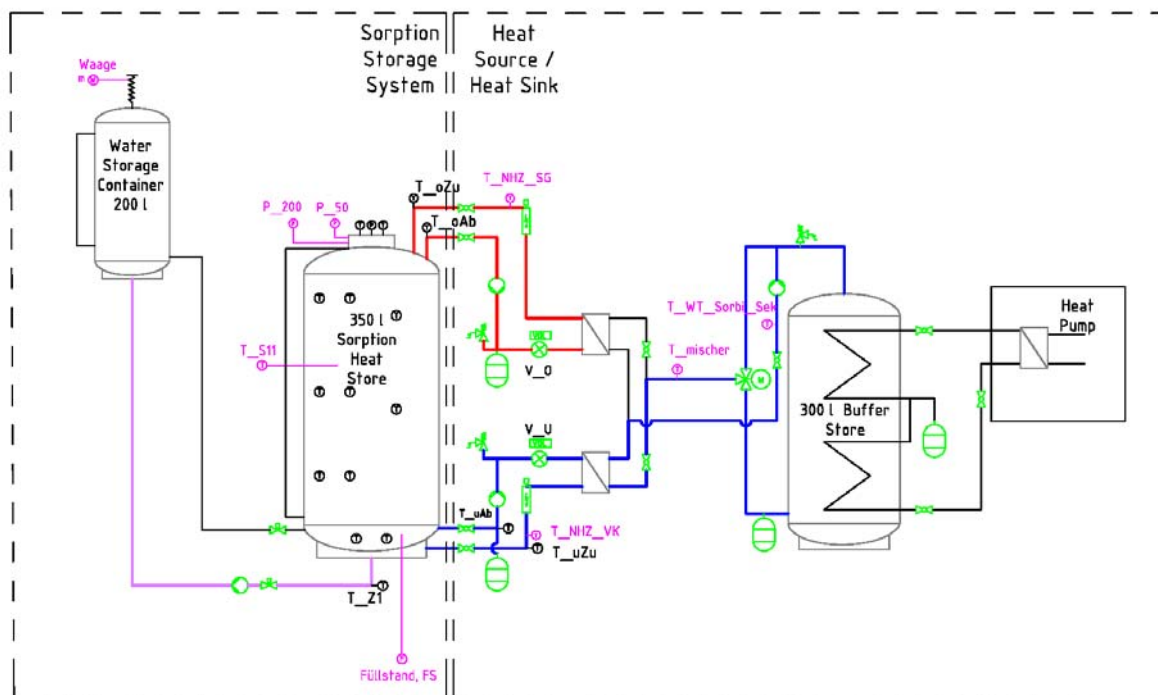 Sorption
Storage
System
Heat
Source /
Heat Sink
Waage
m
Water
Storage
Container
200 l
P_200
P_50
T_oZu
T_oAb
T_NHZ_SG
350 l
Sorption
Heat
Store
T_S11
V_O
V_U
T_WT_Sorbi_Sek
T_mischer
M
300 l Buffer
Store
Heat
Pump
T_uAb
T_NHZ_VK
T_uZu
T_Z1
Füllstand, FS